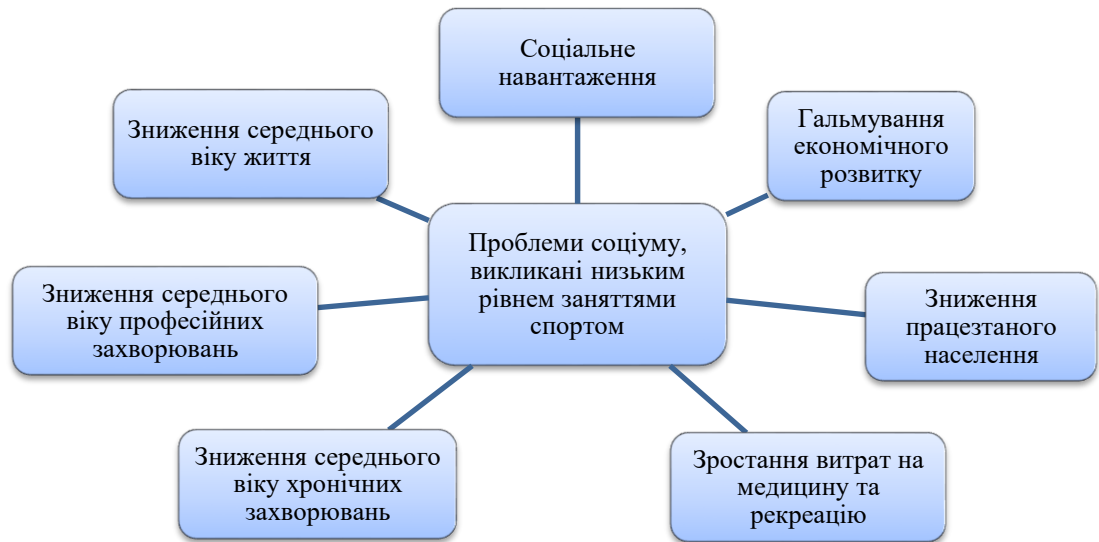 Соціальне
навантаження
Зниження середнього
віку життя
Гальмування
економічного
розвитку
Проблеми соціуму,
викликані низьким
рівнем заняттями
спортом
Зниження середнього
віку професійних
захворювань
Зниження
працезтаного
населення
Зниження середнього
віку хронічних
захворювань
Зростання витрат на
медицину та
рекреацію